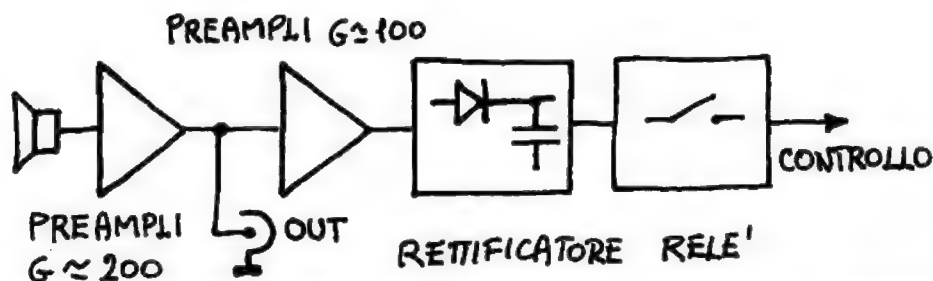 PREAMPLI G≃100
CONTROLLO
PREAMPLI
G≃200
OUT
RETTIFICATORE
RELE'